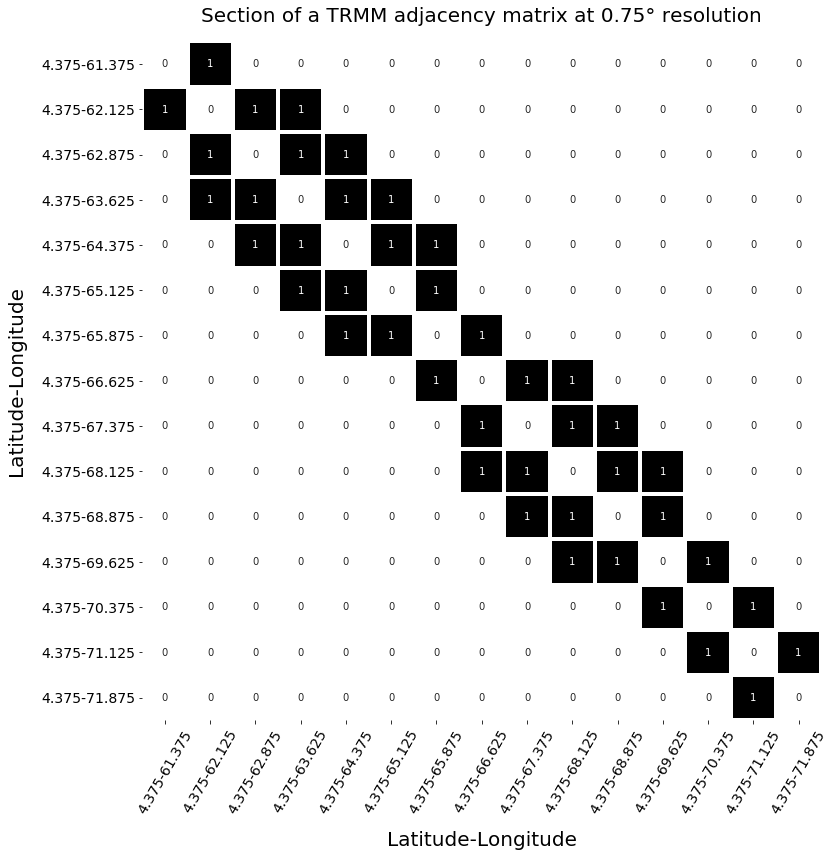 Section of a TRMM adjacency matrix at 0.75° resolution
Latitude-Longitude
4.375-61.375 0 1 0 0 0 0 0 0 0 0 0 0 0 0 0
4.375-62.125 1 0 1 1 0 0 0 0 0 0 0 0 0 0 0
4.375-62.875 0 1 0 1 1 0 0 0 0 0 0 0 0 0 0
4.375-63.625 0 1 1 0 1 1 0 0 0 0 0 0 0 0 0
4.375-64.375 0 0 1 1 0 1 1 0 0 0 0 0 0 0 0
4.375-65.125 0 0 0 1 1 0 1 0 0 0 0 0 0 0 0
4.375-65.875 0 0 0 0 1 1 0 1 0 0 0 0 0 0 0
4.375-66.625 0 0 0 0 0 0 1 0 1 1 0 0 0 0 0
4.375-67.375 0 0 0 0 0 0 0 1 0 1 1 0 0 0 0
4.375-68.125 0 0 0 0 0 0 0 1 1 0 1 1 0 0 0
4.375-68.875 0 0 0 0 0 0 0 0 1 1 0 1 0 0 0
4.375-69.625 0 0 0 0 0 0 0 0 0 1 1 0 1 0 0
4.375-70.375 0 0 0 0 0 0 0 0 0 0 0 1 0 1 0
4.375-71.125 0 0 0 0 0 0 0 0 0 0 0 0 1 0 1
4.375-71.875 0 0 0 0 0 0 0 0 0 0 0 0 0 1 0
4.375-61.375
4.375-62.125
4.375-62.875
4.375-63.625
4.375-64.375
4.375-65.125
4.375-65.875
4.375-66.625
4.375-67.375
4.375-68.125
4.375-68.875
4.375-69.625
4.375-70.375
4.375-71.125
4.375-71.875
Latitude-Longitude